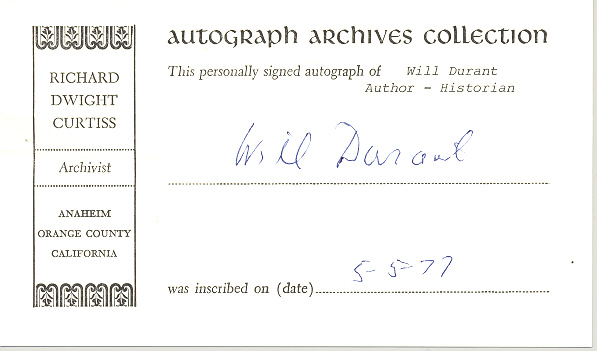 AUTOGRAPH ARCHIVES COLLECTION
RICHARD
DWIGHT
CURTISS
Archivist
ANAHEIM
ORANGE COUNTY
CALIFORNIA
This personally signed autograph of Will Durant
Author - Historian
Will Durant
5-5-77
was inscribed on (date)